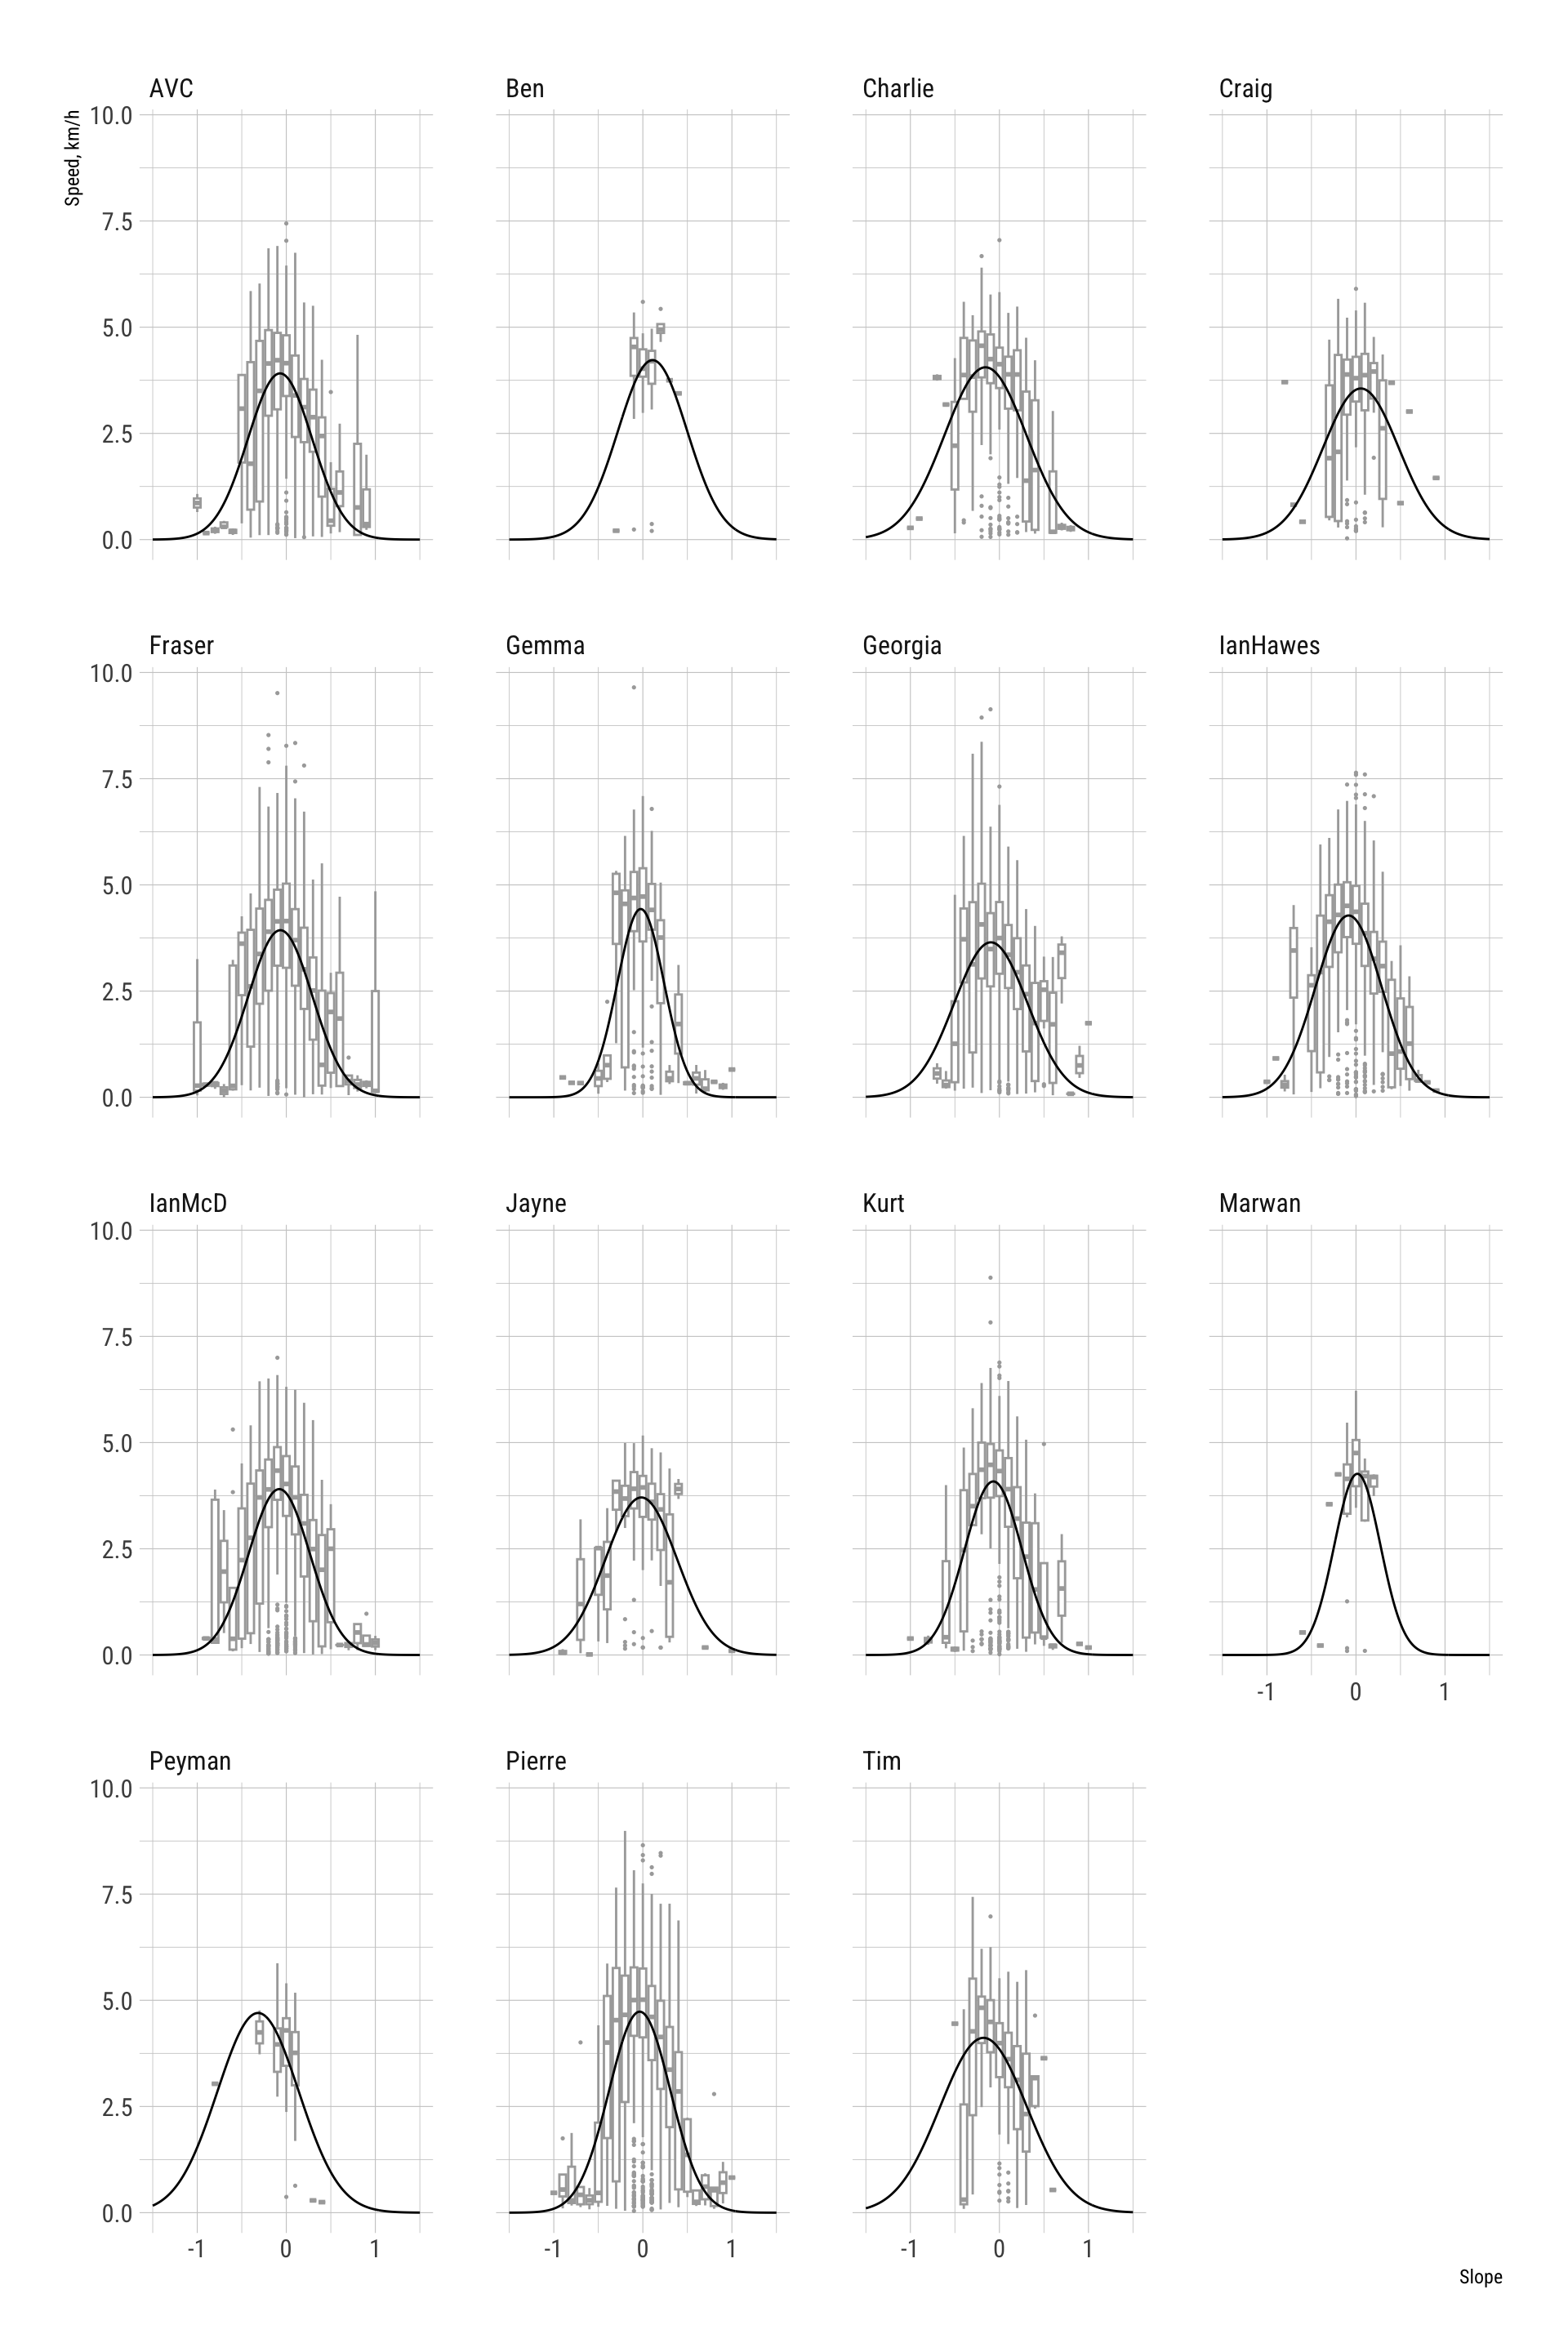 AVC Ben Charlie Craig
Speed, km/h
10.0
7.5
5.0
2.5
0.0
Fraser Gemma Georgia IanHawes
10.0
7.5
5.0
2.5
0.0
IanMcD Jayne Kurt Marwan
10.0
7.5
5.0
2.5
0.0
-1 0 1
Peyman Pierre Tim
10.0
7.5
5.0
2.5
0.0
-1 0 1 -1 0 1 -1 0 1
Slope